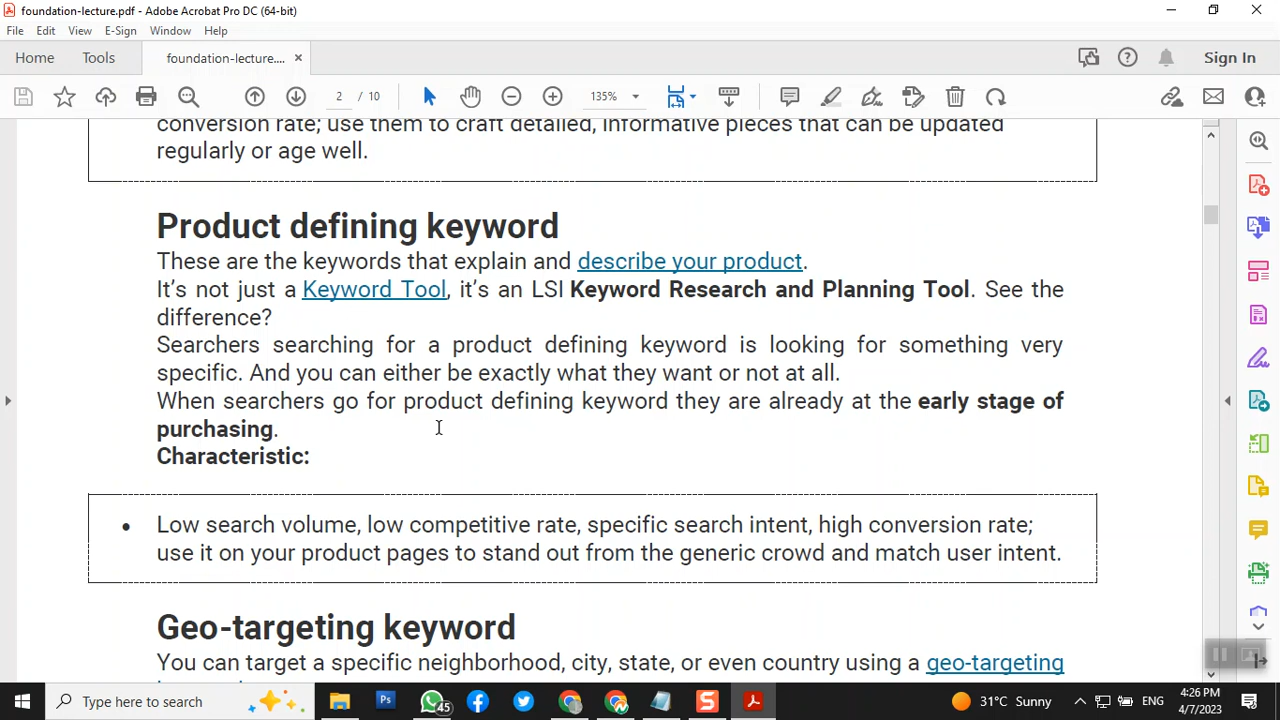 foundation-lecture.pdf - Adobe Acrobat Pro DC (64-bit)
File Edit View E-Sign Window Help
Home Tools foundation-lecture.... × Sign In
2 / 10 135%
conversion rate; use them to craft detailed, informative pieces that can be updated
regularly or age well.
Product defining keyword
These are the keywords that explain and describe your product.
It’s not just a Keyword Tool, it’s an LSI Keyword Research and Planning Tool. See the
difference?
Searchers searching for a product defining keyword is looking for something very
specific. And you can either be exactly what they want or not at all.
When searchers go for product defining keyword they are already at the early stage of
purchasing.
Characteristic:
• Low search volume, low competitive rate, specific search intent, high conversion rate;
use it on your product pages to stand out from the generic crowd and match user intent.
Geo-targeting keyword
You can target a specific neighborhood, city, state, or even country using a geo-targeting
Type here to search Ps 45 31°C Sunny ENG 4:26 PM
4/7/2023